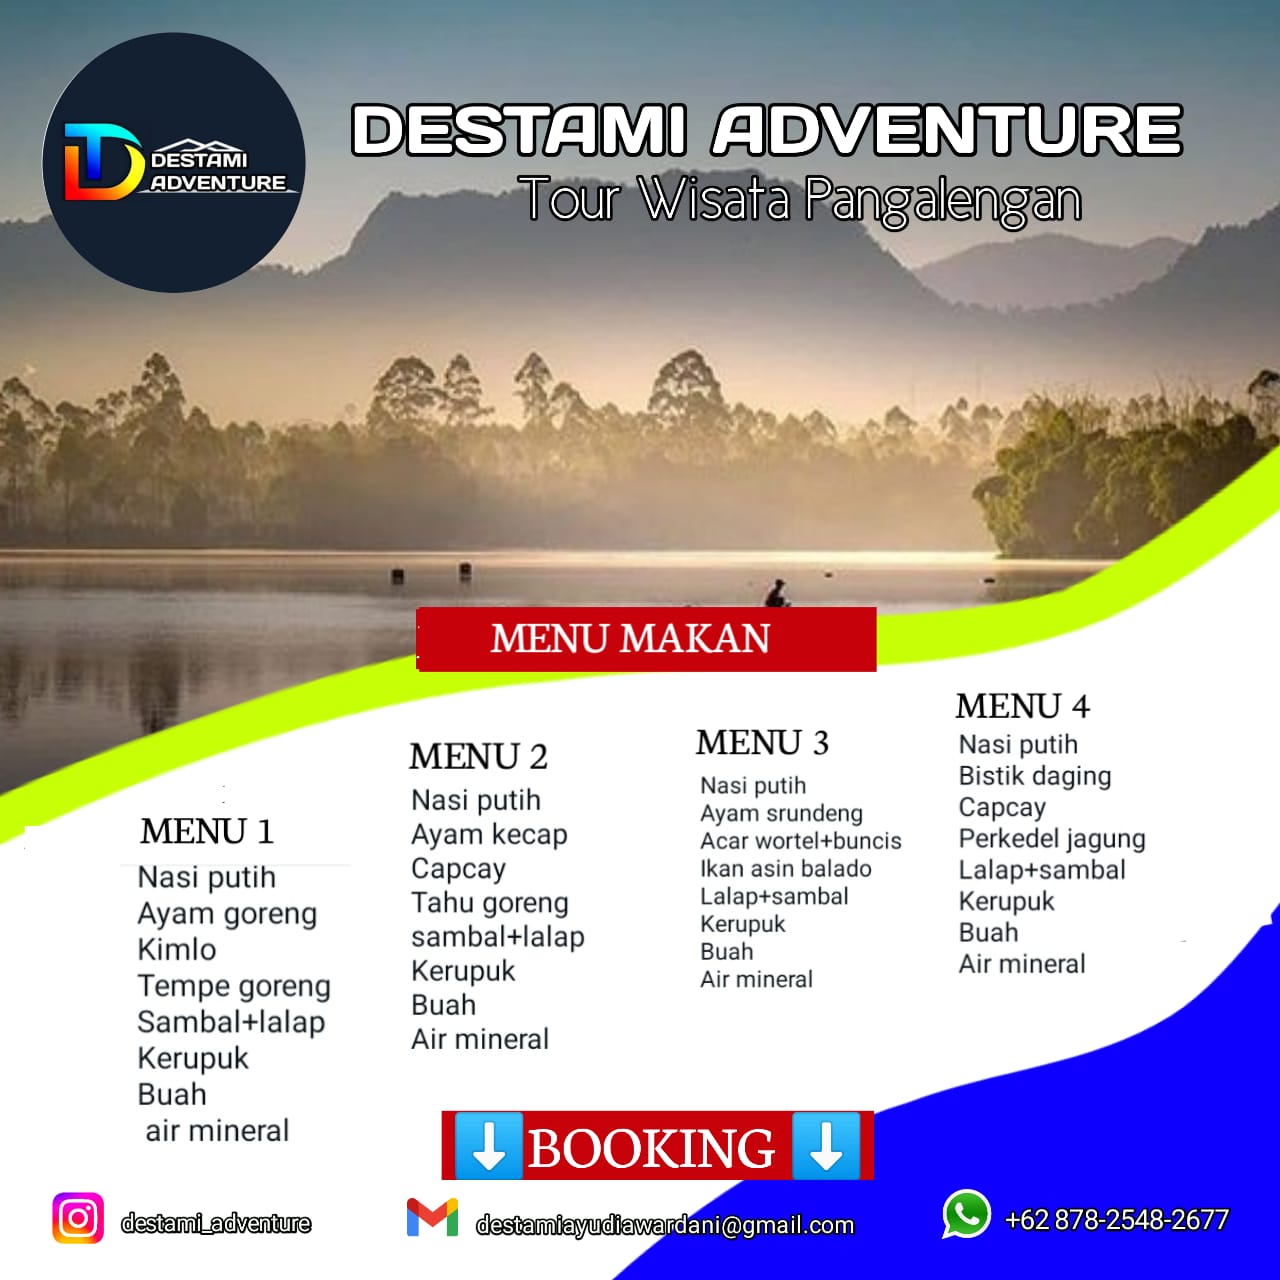 DESTAMI
ADVENTURE
DESTAMI ADVENTURE
Tour Wisata Pangalengan
MENU MAKAN
MENU 1
Nasi putih
Ayam goreng
Kimlo
Tempe goreng
Sambal+lalap
Kerupuk
Buah
air mineral
MENU 2
Nasi putih
Ayam kecap
Capcay
Tahu goreng
sambal+lalap
Kerupuk
Buah
Air mineral
MENU 3
Nasi putih
Ayam srundeng
Acar wortel+buncis
Ikan asin balado
Lalap+sambal
Kerupuk
Buah
Air mineral
MENU 4
Nasi putih
Bistik daging
Capcay
Perkedel jagung
Lalap+sambal
Kerupuk
Buah
Air mineral
BOOKING
destami_adventure
destamiayudiawardani@gmail.com
+62 878-2548-2677